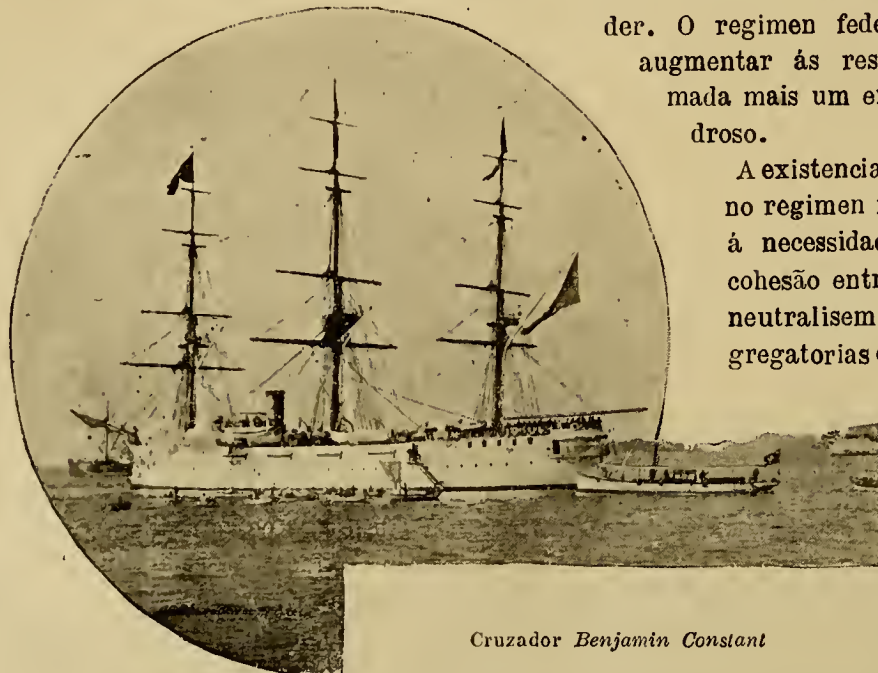 der. O regimen fede
augmentar ás res
mada mais um e
droso.
A existencia
no regimen
á necessidad
cohesão entr
neutralisem
gregatorias
Cruzador Benjamin Constant